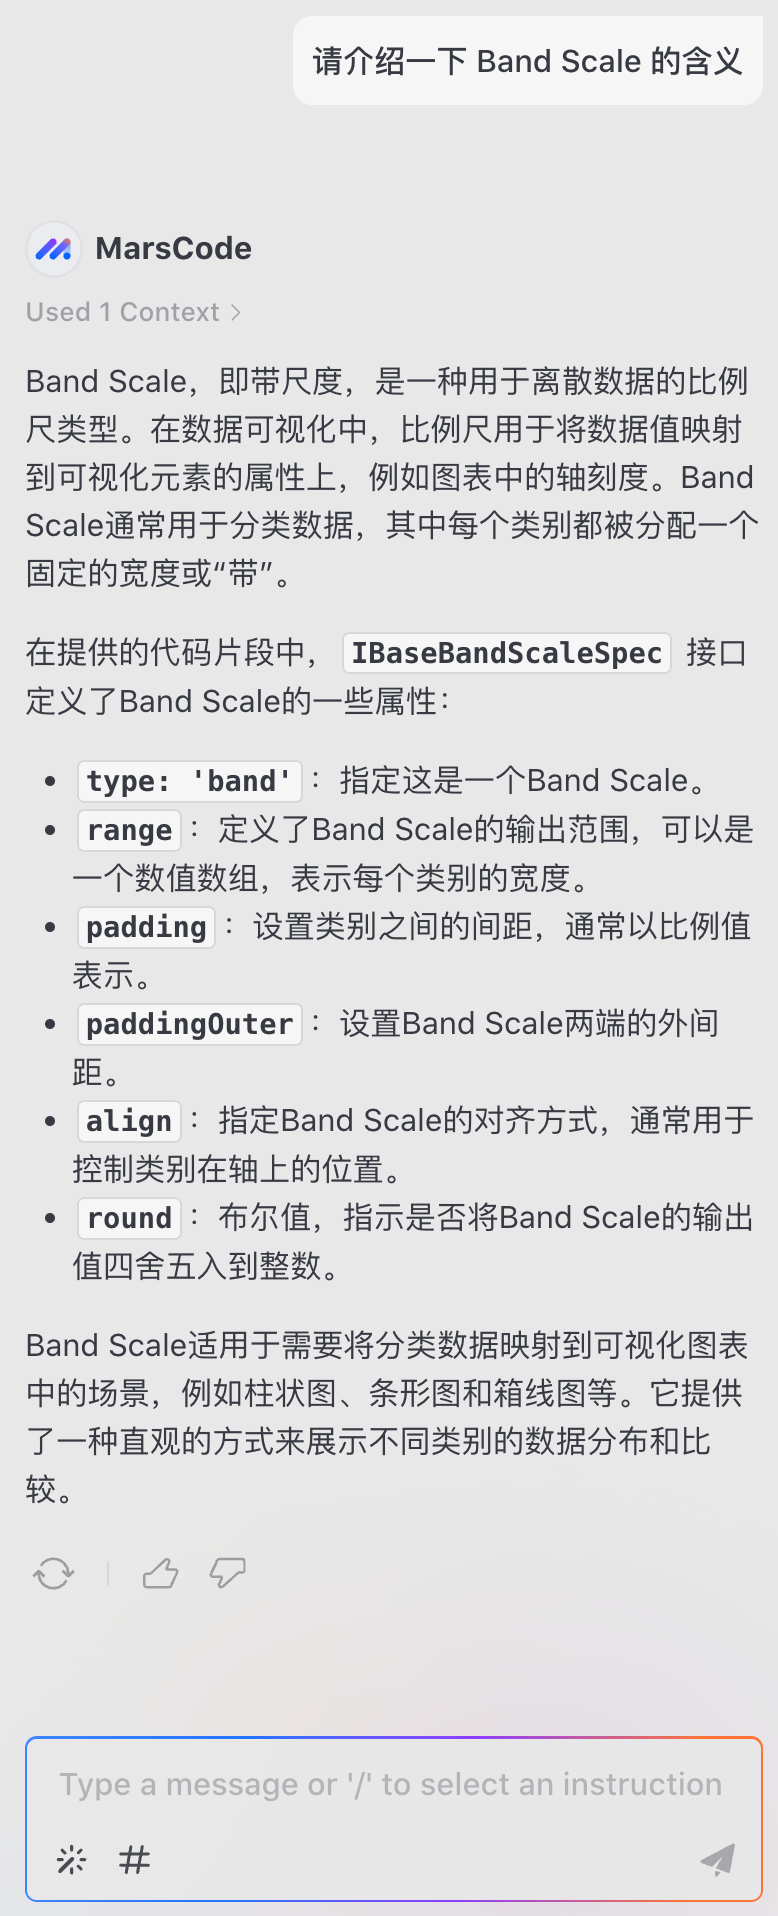 请介绍一下 Band Scale 的含义
MarsCode
Used 1 Context
Band Scale，即带尺度，是一种用于离散数据的比例
尺类型。在数据可视化中，比例尺用于将数据值映射
到可视化元素的属性上，例如图表中的轴刻度。Band
Scale通常用于分类数据，其中每个类别都被分配一个
固定的宽度或“带”。
在提供的代码片段中， IBaseBandScaleSpec 接口
定义了Band Scale的一些属性：
• type: 'band' ：指定这是一个Band Scale。
• range ：定义了Band Scale的输出范围，可以是
一个数值数组，表示每个类别的宽度。
• padding ：设置类别之间的间距，通常以比例值
表示。
• paddingOuter ：设置Band Scale两端的外间
距。
• align ：指定Band Scale的对齐方式，通常用于
控制类别在轴上的位置。
• round ：布尔值，指示是否将Band Scale的输出
值四舍五入到整数。
Band Scale适用于需要将分类数据映射到可视化图表
中的场景，例如柱状图、条形图和箱线图等。它提供
了一种直观的方式来展示不同类别的数据分布和比
较。
Type a message or '/' to select an instruction